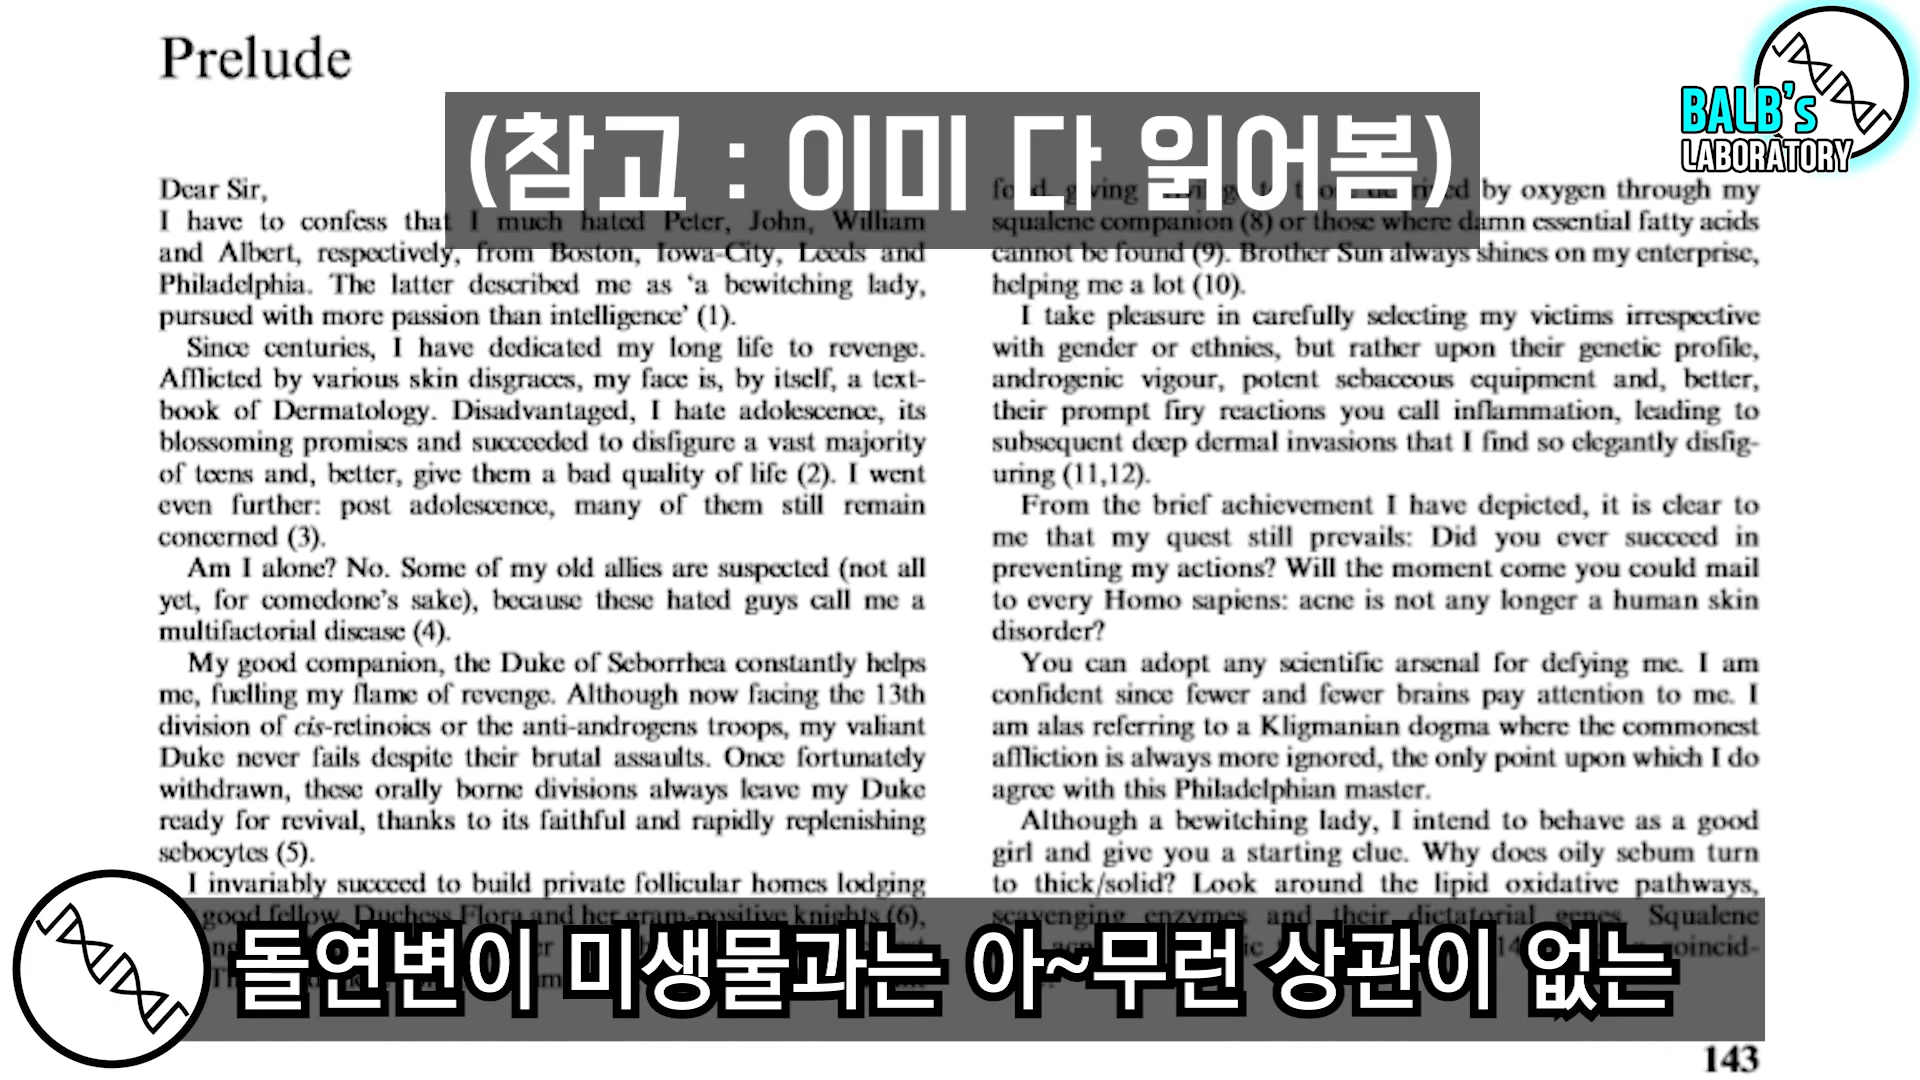 Prelude
(참고 : 이미 다 읽어봄)
BALB's
LABORATORY
Dear Sir,
I have to confess that I much hated Peter, John, William
and Albert, respectively, from Boston, Iowa-City, Leeds and
Philadelphia. The latter described me as 'a bewitching lady,
pursued with more passion than intelligence' (1).
Since centuries, I have dedicated my long life to revenge.
Afflicted by various skin disgraces, my face is, by itself, a text-
book of Dermatology. Disadvantaged, I hate adolescence, its
blossoming promises and succeeded to disfigure a vast majority
of teens and, better, give them a bad quality of life (2). I went
even further: post adolescence, many of them still remain
concerned (3).
Am I alone? No. Some of my old allies are suspected (not all
yet, for comedone's sake), because these hated guys call me a
multifactorial disease (4).
My good companion, the Duke of Seborrhea constantly helps
me, fuelling my flame of revenge. Although now facing the 13th
division of cis-retinoics or the anti-androgens troops, my valiant
Duke never fails despite their brutal assaults. Once fortunately
withdrawn, these orally borne divisions always leave my Duke
ready for revival, thanks to its faithful and rapidly replenishing
sebocytes (5).
I invariably succeed to build private follicular homes lodging
good fellow, Duchess Flora and her gram-positive knights (6),
by oxygen through my
squalene companion (8) or those where damn essential fatty acids
cannot be found (9). Brother Sun always shines on my enterprise,
helping me a lot (10).
I take pleasure in carefully selecting my victims irrespective
with gender or ethnies, but rather upon their genetic profile,
androgenic vigour, potent sebaceous equipment and, better,
their prompt firy reactions you call inflammation, leading to
subsequent deep dermal invasions that I find so elegantly disfig-
uring (11,12).
From the brief achievement I have depicted, it is clear to
me that my quest still prevails: Did you ever succeed in
preventing my actions? Will the moment come you could mail
to every Homo sapiens: acne is not any longer a human skin
disorder?
You can adopt any scientific arsenal for defying me. I am
confident since fewer and fewer brains pay attention to me. I
am alas referring to a Kligmanian dogma where the commonest
affliction is always more ignored, the only point upon which I do
agree with this Philadelphian master.
Although a bewitching lady, I intend to behave as a good
girl and give you a starting clue. Why does oily sebum turn
to thick/solid? Look around the lipid oxidative pathways,
scavenging enzymes and their dictatorial genes. Squalene
돌연변이 미생물과는 아~무런 상관이 없는
143